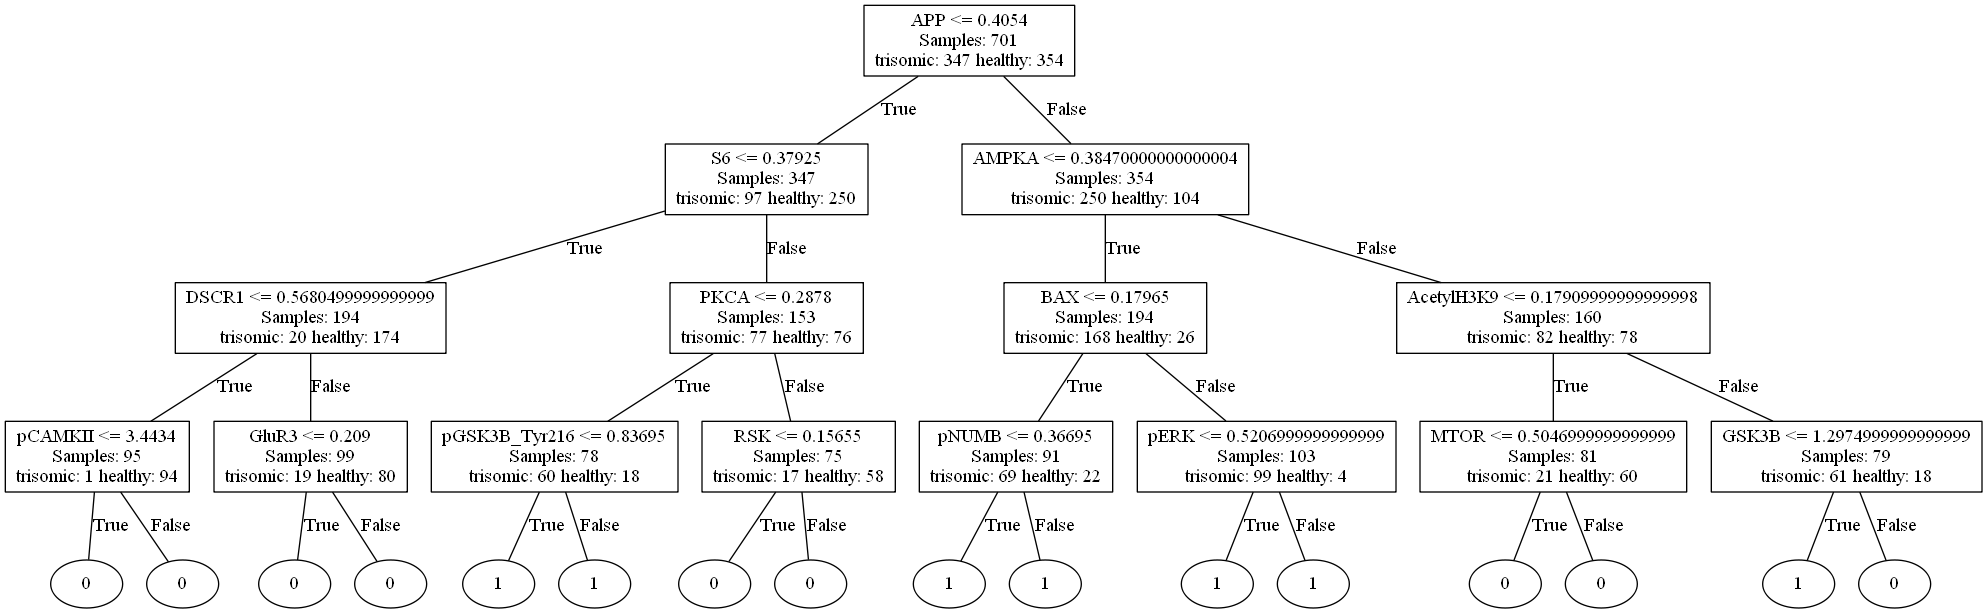 APP <= 0.4054
Samples: 701
trisomic: 347 healthy: 354
True
False
S6 <= 0.37925
Samples: 347
trisomic: 97 healthy: 250
AMPKA <= 0.38470000000000004
Samples: 354
trisomic: 250 healthy: 104
True
False
True
False
DSCR1 <= 0.5680499999999999
Samples: 194
trisomic: 20 healthy: 174
PKCA <= 0.2878
Samples: 153
trisomic: 77 healthy: 76
BAX <= 0.17965
Samples: 194
trisomic: 168 healthy: 26
AcetylH3K9 <= 0.17909999999999998
Samples: 160
trisomic: 82 healthy: 78
True
False
True
False
True
False
True
False
pCAMKII <= 3.4434
Samples: 95
trisomic: 1 healthy: 94
GluR3 <= 0.209
Samples: 99
trisomic: 19 healthy: 80
pGSK3B_Tyr216 <= 0.83695
Samples: 78
trisomic: 60 healthy: 18
RSK <= 0.15655
Samples: 75
trisomic: 17 healthy: 58
pNUMB <= 0.36695
Samples: 91
trisomic: 69 healthy: 22
pERK <= 0.5206999999999999
Samples: 103
trisomic: 99 healthy: 4
MTOR <= 0.5046999999999999
Samples: 81
trisomic: 21 healthy: 60
GSK3B <= 1.2974999999999999
Samples: 79
trisomic: 61 healthy: 18
True
False
True
False
True
False
True
False
True
False
True
False
True
False
True
False
0
0
0
0
1
1
0
0
1
1
1
1
0
0
1
0